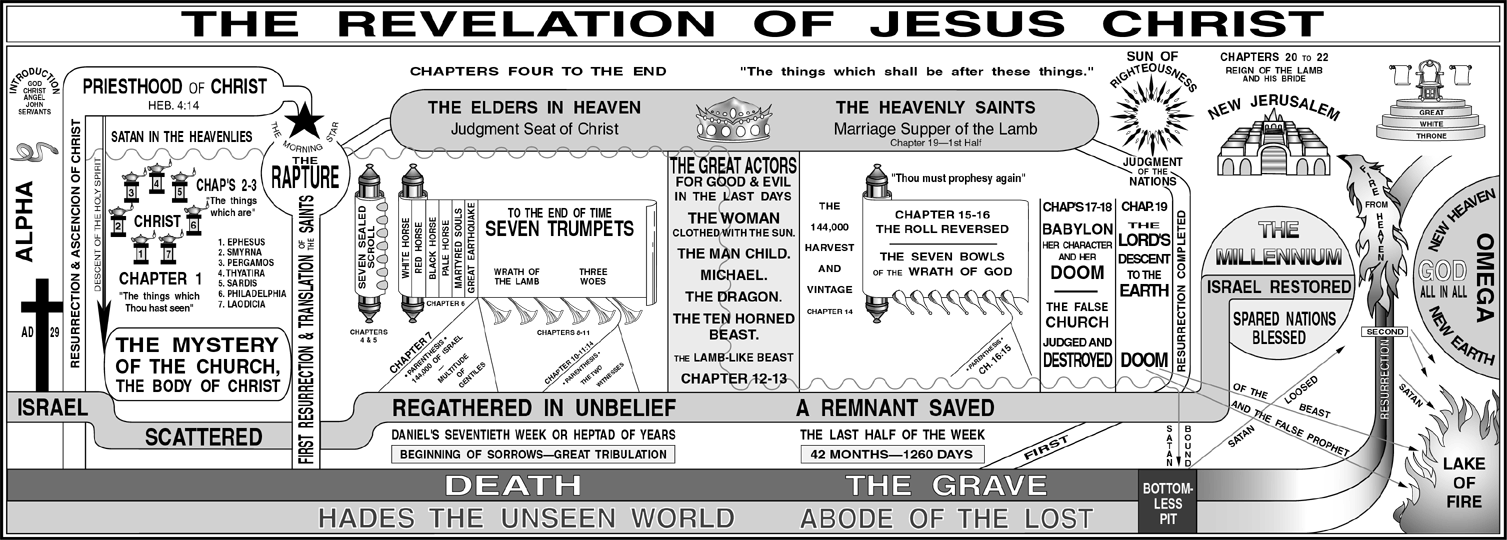 THE REVELATION OF JESUS CHRIST
INTRODUCTION
GOD
CHRIST
ANGEL
JOHN
SERVANTS
ALPHA
AD 29
RESURRECTION & ASCENCION OF CHRIST
PRIESTHOOD OF CHRIST
HEB. 4:14
SATAN IN THE HEAVENLIES
DESCENT OF THE HOLY SPIRIT
3
4
5
2
CHRIST
6
1
7
CHAP'S 2-3
"The things
which are"
1. EPHESUS
2. SMYRNA
3. PERGAMOS
4. THYATIRA
5. SARDIS
6. PHILADELPHIA
7. LAODICIA
CHAPTER 1
"The things which
Thou hast seen"
THE MYSTERY
OF THE CHURCH,
THE BODY OF CHRIST
THE MORNING STAR
THE
RAPTURE
FIRST RESURRECTION & TRANSLATION OF THE SAINTS
CHAPTERS FOUR TO THE END
"The things which shall be after these things."
THE ELDERS IN HEAVEN
Judgment Seat of Christ
THE HEAVENLY SAINTS
Marriage Supper of the Lamb
Chapter 19—1st Half
SEVEN SEALED
SCROLL
CHAPTERS
4 & 5
WHITE HORSE
RED HORSE
BLACK HORSE
PALE HORSE
MARTYRED SOULS
GREAT EARTHQUAKE
CHAPTER 6
TO THE END OF TIME
SEVEN TRUMPETS
WRATH OF
THE LAMB
THREE
WOES
CHAPTERS 8-11
CHAPTER 7
• PARENTHESIS •
144,000 OF ISRAEL
—
MULTITUDE
OF
GENTILES
CHAPTER 10-11:14
• PARENTHESIS •
THE TWO
WITNESSES
THE GREAT ACTORS
FOR GOOD & EVIL
IN THE LAST DAYS
THE WOMAN
CLOTHED WITH THE SUN.
THE MAN CHILD.
MICHAEL.
THE DRAGON.
THE TEN HORNED
BEAST.
THE LAMB-LIKE BEAST
CHAPTER 12-13
THE
144,000
HARVEST
AND
VINTAGE
CHAPTER 14
"Thou must prophesy again"
CHAPTER 15-16
THE ROLL REVERSED
THE SEVEN BOWLS
OF THE WRATH OF GOD
• PARENTHESIS •
CH. 16:15
CHAP'S 17-18
BABYLON
HER CHARACTER
AND HER
DOOM
THE FALSE
CHURCH
JUDGED AND
DESTROYED
CHAP. 19
THE
LORD'S
DESCENT
TO THE
EARTH
DOOM
RESURRECTION COMPLETED
SUN OF
RIGHTEOUSNESS
JUDGMENT
OF THE
NATIONS
CHAPTERS 20 TO 22
REIGN OF THE LAMB
AND HIS BRIDE
NEW JERUSALEM
GREAT
WHITE
THRONE
THE
MILLENNIUM
ISRAEL RESTORED
SPARED NATIONS
BLESSED
FIRE
FROM
HEAVEN
NEW HEAVEN
GOD
ALL IN ALL
NEW EARTH
OMEGA
SECOND
RESURRECTION
SATAN
SATAN LOOSED
OF THE BEAST
AND THE FALSE PROPHET
SATAN
BOUND
LAKE
OF
FIRE
ISRAEL
SCATTERED
REGATHERED IN UNBELIEF
A REMNANT SAVED
DANIEL'S SEVENTIETH WEEK OR HEPTAD OF YEARS
BEGINNING OF SORROWS—GREAT TRIBULATION
THE LAST HALF OF THE WEEK
42 MONTHS—1260 DAYS
FIRST
DEATH
THE GRAVE
HADES THE UNSEEN WORLD
ABODE OF THE LOST
BOTTOM-
LESS
PIT